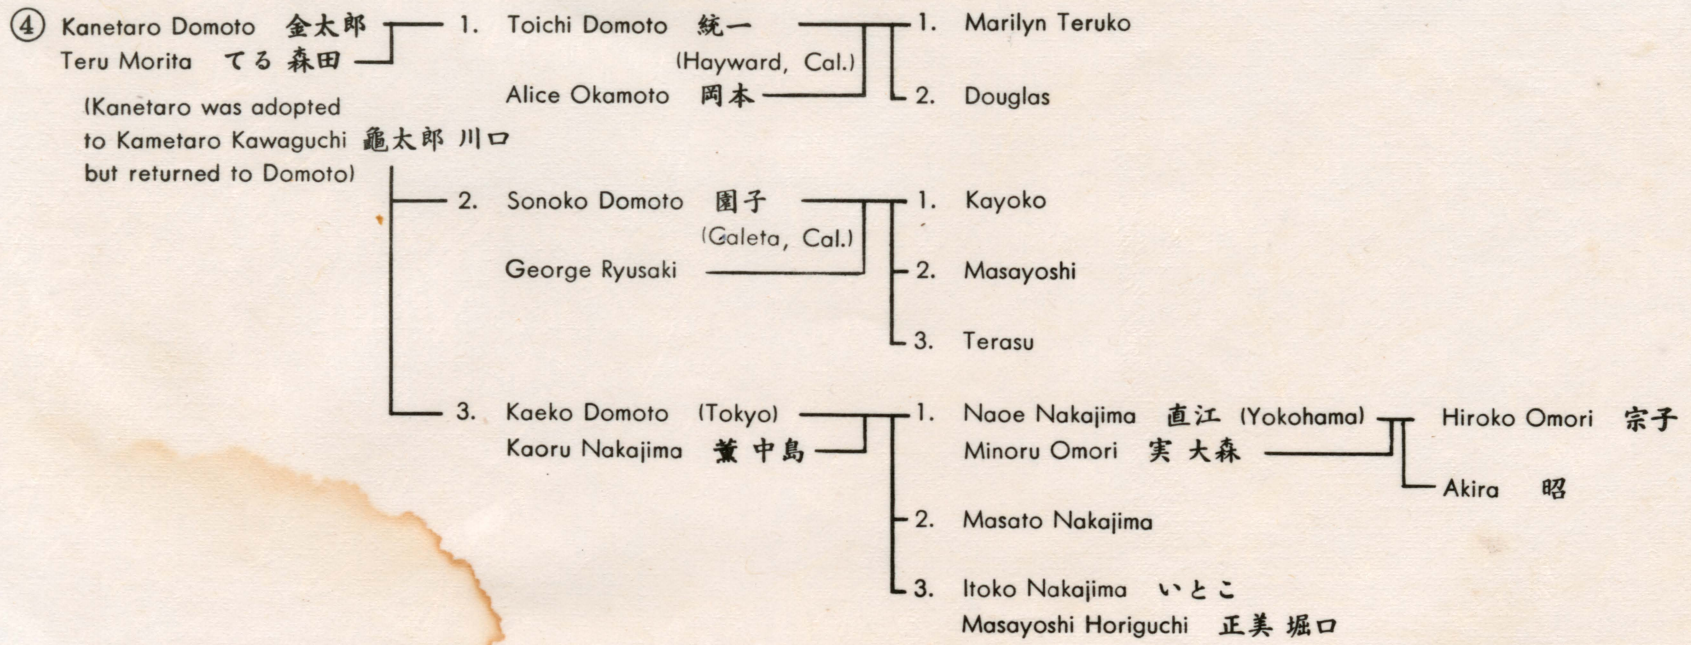 ④ Kanetaro Domoto 金太郎 1. Toichi Domoto 統一 1. Marilyn Teruko
Teru Morita てる 森田 (Hayward, Cal.)
Alice Okamoto 岡本 2. Douglas
(Kanetaro was adopted
to Kametaro Kawaguchi 龜太郎 川口
but returned to Domoto)
2. Sonoko Domoto 園子 1. Kayoko
(Galeta, Cal.)
George Ryusaki 2. Masayoshi
3. Terasu
3. Kaeko Domoto (Tokyo) 1. Naoe Nakajima 直江 (Yokohama) Hiroko Omori 宗子
Kaoru Nakajima 薫 中島 Minoru Omori 実 大森
Akira 昭
2. Masato Nakajima
3. Itoko Nakajima いとこ
Masayoshi Horiguchi 正美 堀口